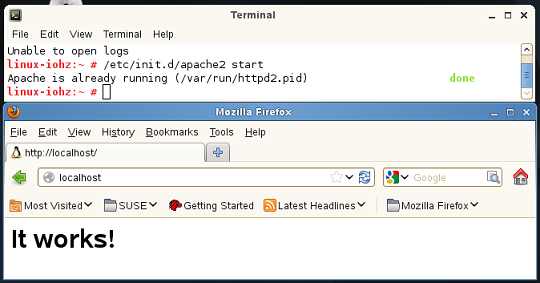 Terminal
File Edit View Terminal Help
Unable to open logs
linux-iohz:~ # /etc/init.d/apache2 start
Apache is already running (/var/run/httpd2.pid) done
linux-iohz:~ #
Mozilla Firefox
File Edit View History Bookmarks Tools Help
http://localhost/
localhost Google
Most Visited SUSE Getting Started Latest Headlines Mozilla Firefox
It works!